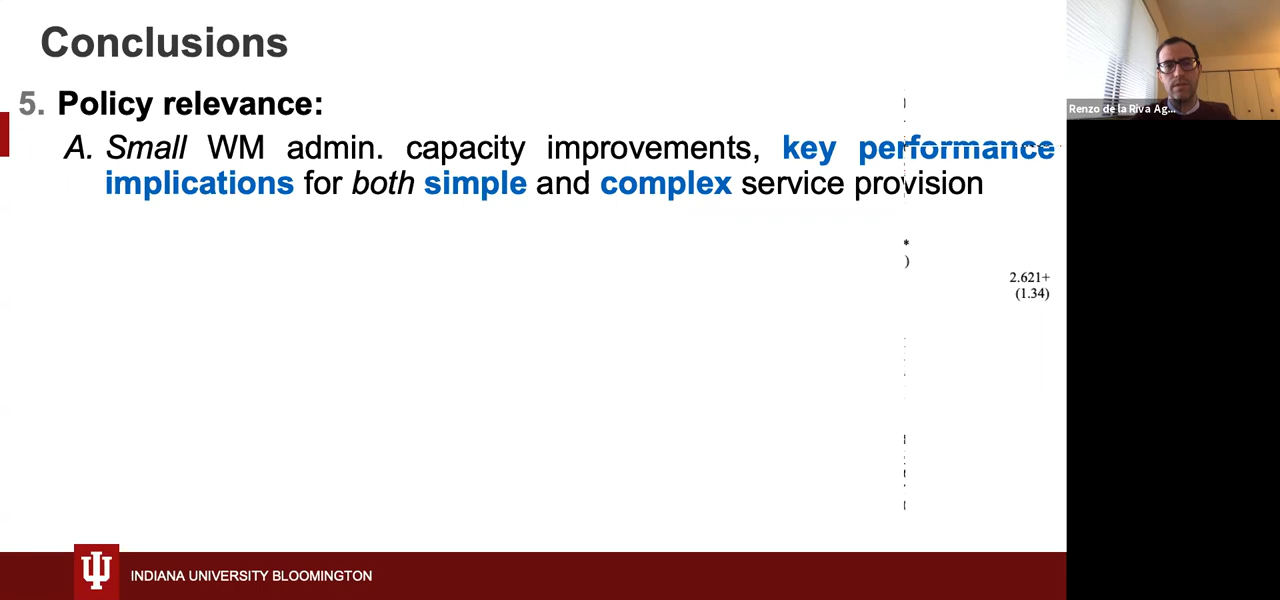 Conclusions
5. Policy relevance:
A. Small WM admin. capacity improvements, key performance
implications for both simple and complex service provision
*
)
2.621+
(1.34)
INDIANA UNIVERSITY BLOOMINGTON
Renzo de la Riva Ag...